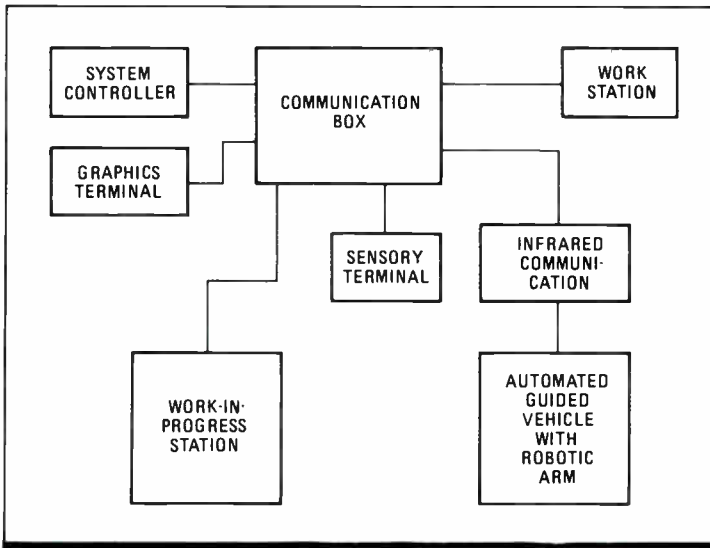 SYSTEM
CONTROLLER
COMMUNICATION
BOX
WORK
STATION
GRAPHICS
TERMINAL
SENSORY
TERMINAL
INFRARED
COMMUNI-
CATION
WORK-IN-
PROGRESS
STATION
AUTOMATED
GUIDED
VEHICLE
WITH
ROBOTIC
ARM